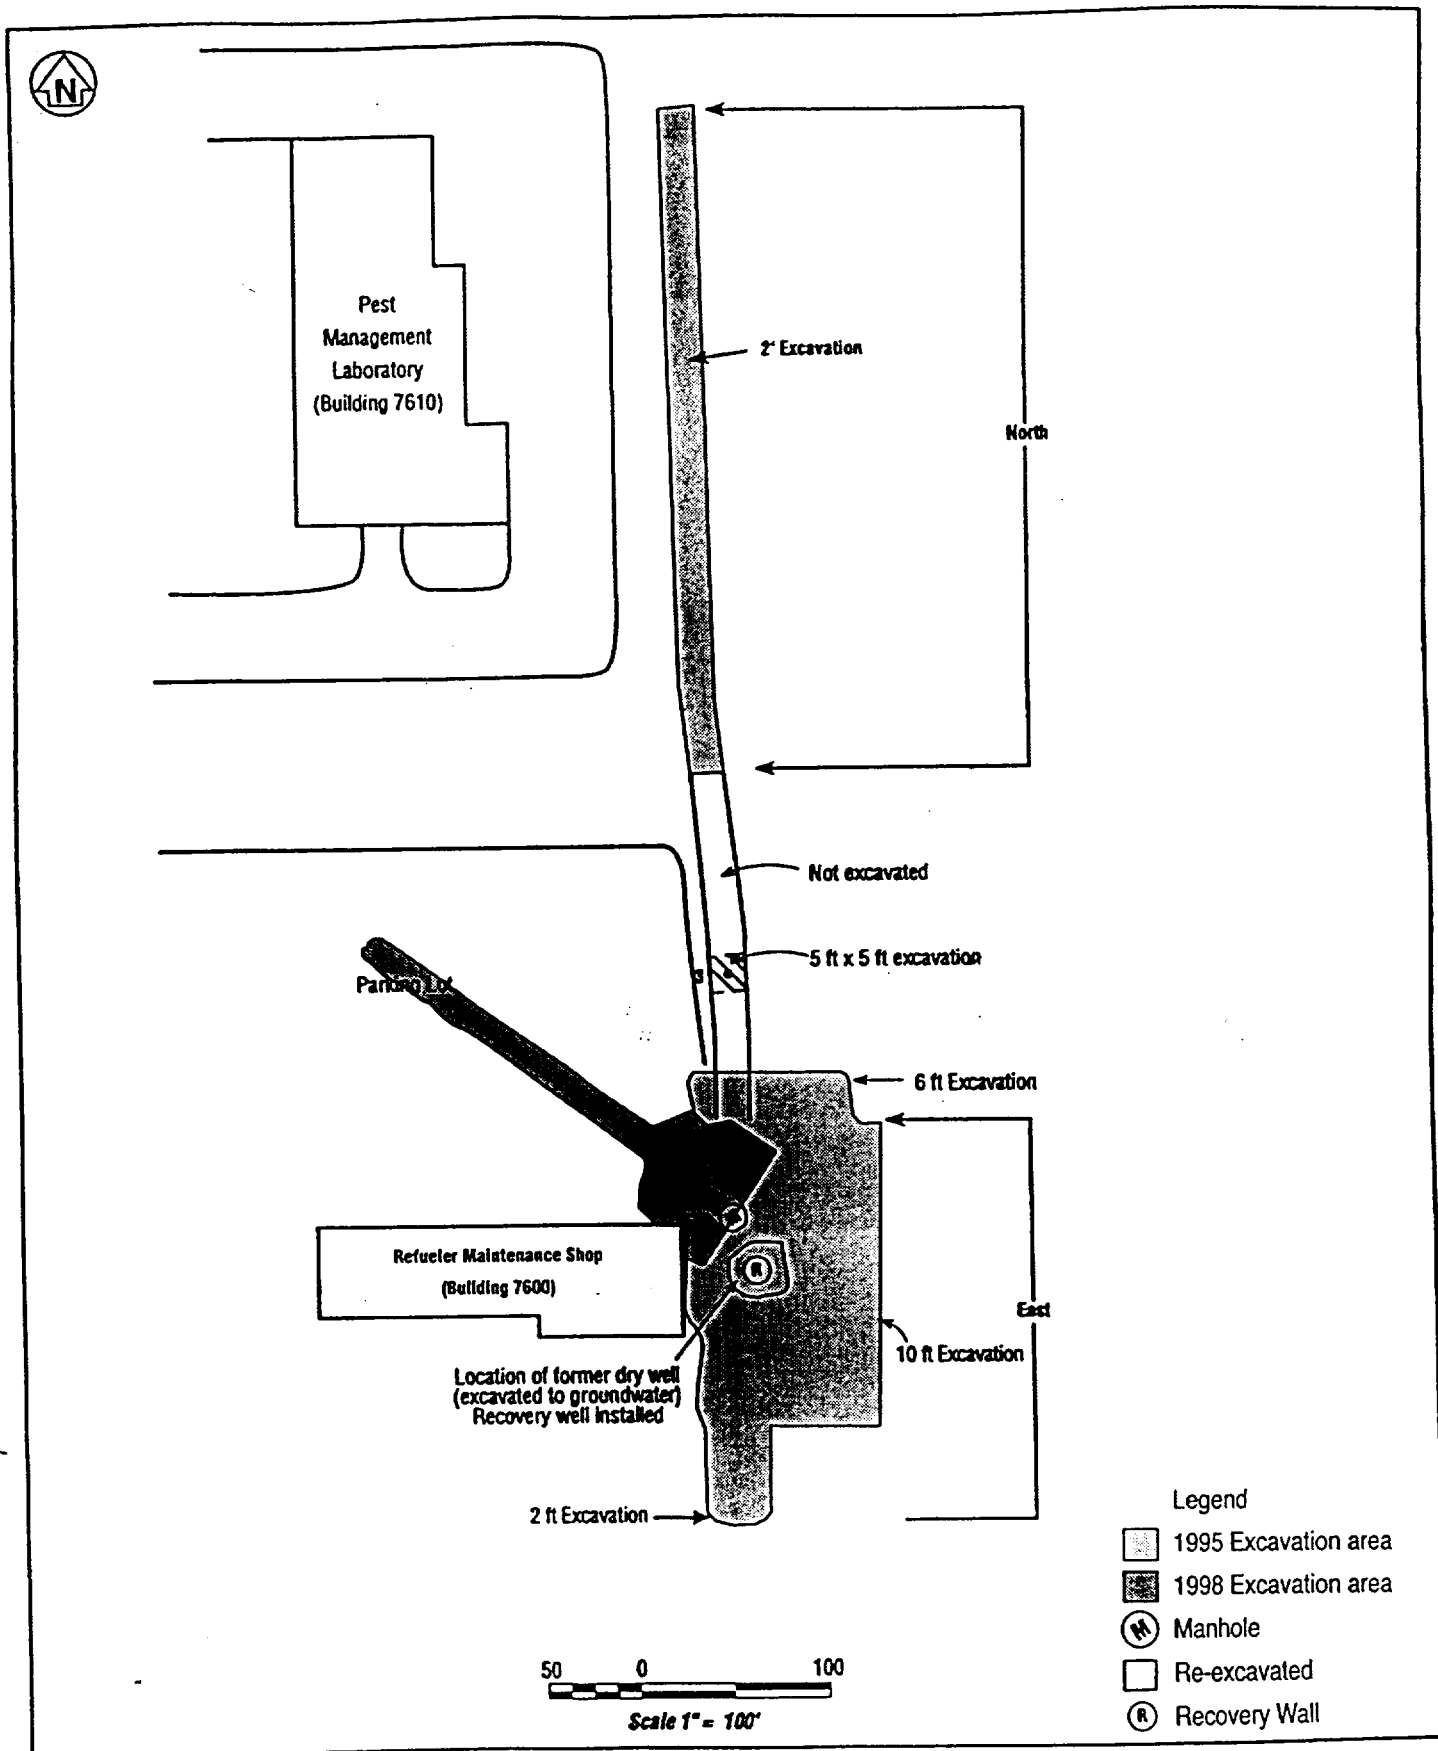 N
Pest
Management
Laboratory
(Building 7610)
2' Excavation
North
Not excavated
5 ft x 5 ft excavation
Parking Lot
6 ft Excavation
Refueler Maintenance Shop
(Building 7600)
R
East
10 ft Excavation
Location of former dry well
(excavated to groundwater)
Recovery well installed
2 ft Excavation
Legend
1995 Excavation area
1998 Excavation area
M Manhole
Re-excavated
R Recovery Wall
50 0 100
Scale 1" = 100'